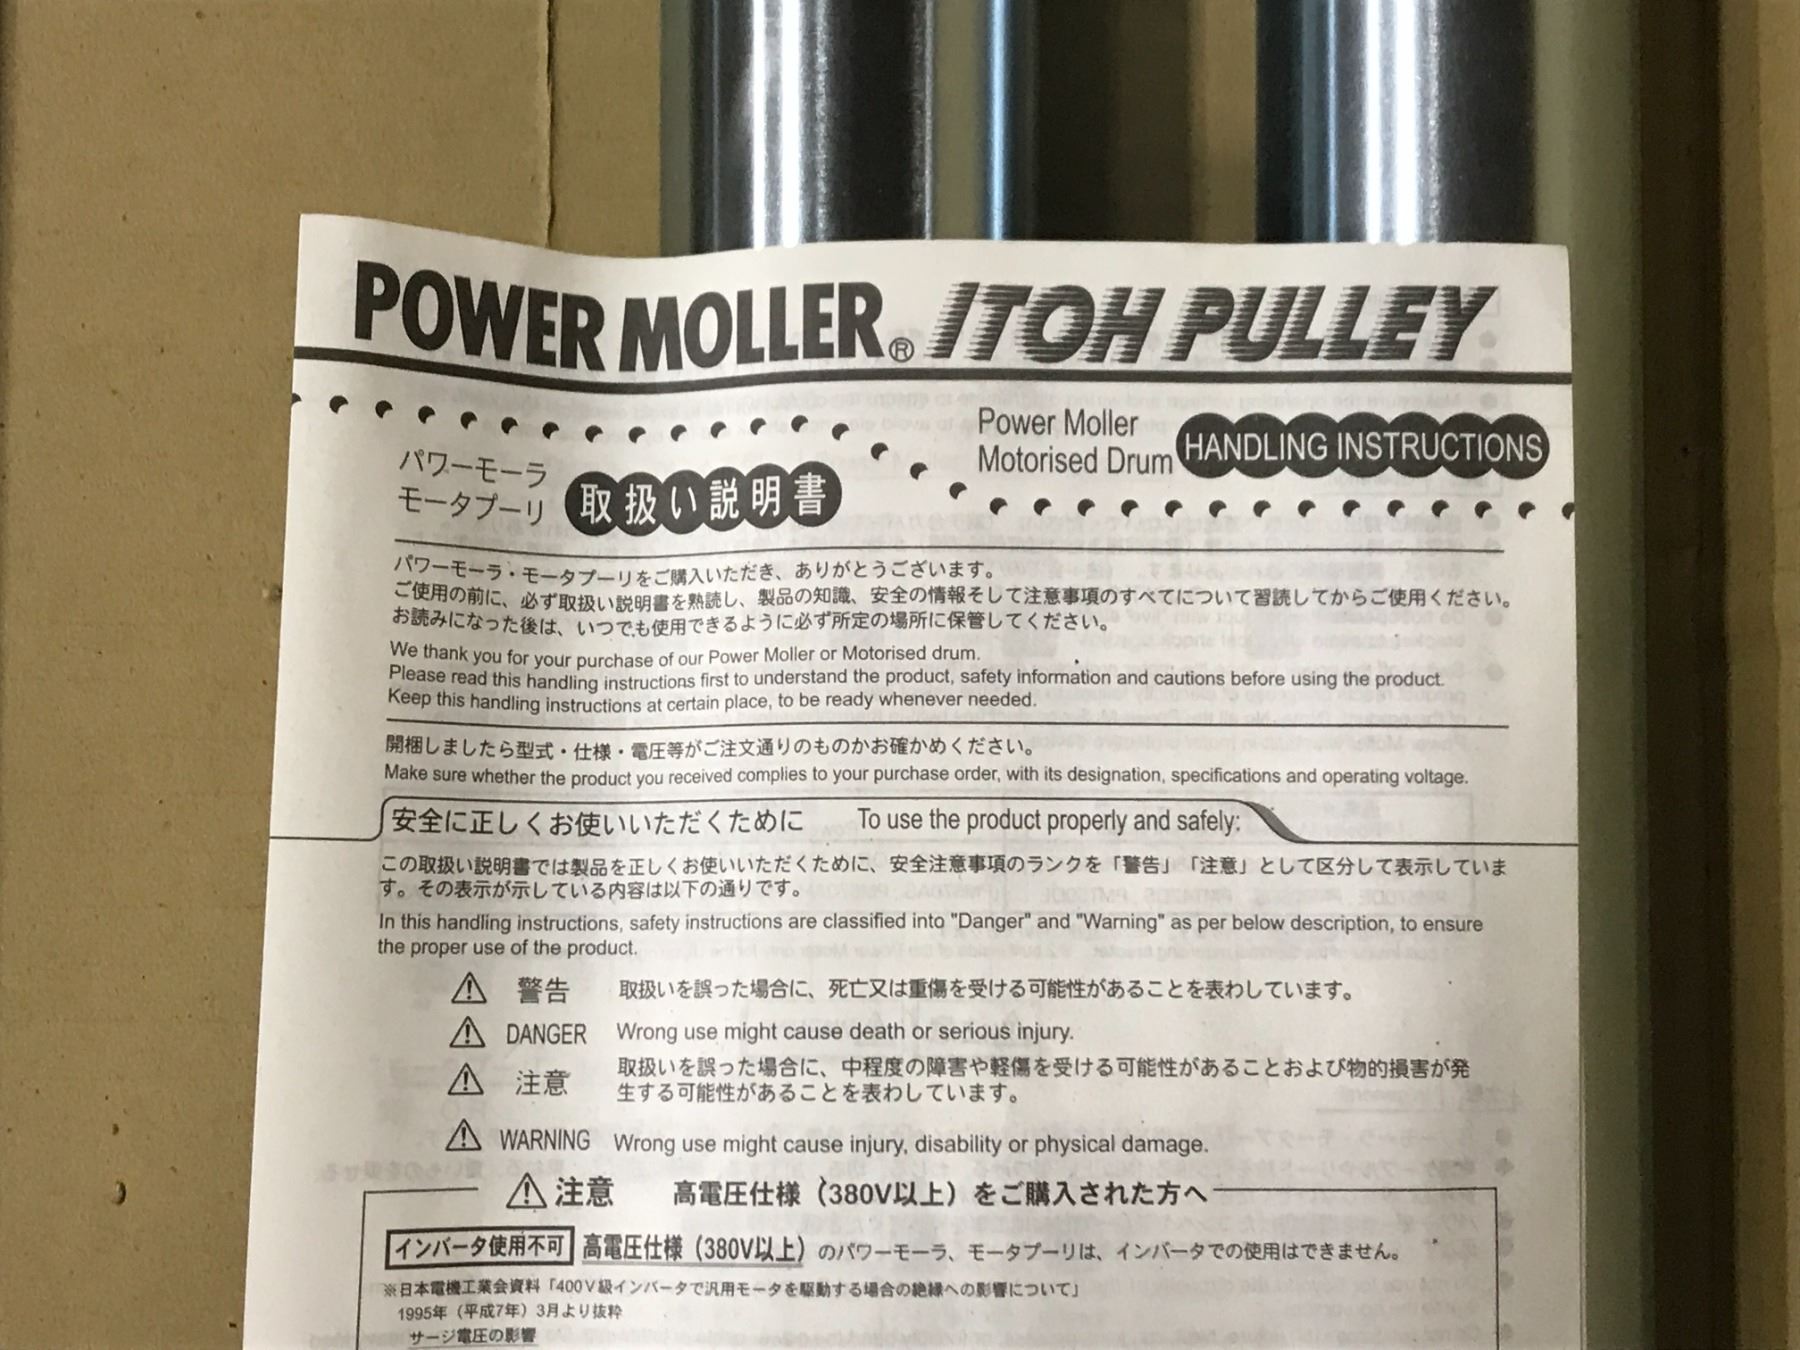 POWER MOLLER® ITOH PULLEY
パワーモーラ
モータプーリ
取扱い説明書
Power Moller
Motorised Drum
HANDLING INSTRUCTIONS
パワーモーラ・モータプーリをご購入いただき、ありがとうございます。
ご使用の前に、必ず取扱い説明書を熟読し、製品の知識、安全の情報そして注意事項のすべてについて習読してからご使用ください。
お読みになった後は、いつでも使用できるように必ず所定の場所に保管してください。
We thank you for your purchase of our Power Moller or Motorised drum.
Please read this handling instructions first to understand the product, safety information and cautions before using the product.
Keep this handling instructions at certain place, to be ready whenever needed.
開梱しましたら型式・仕様・電圧等がご注文通りのものかお確かめください。
Make sure whether the product you received complies to your purchase order, with its designation, specifications and operating voltage.
安全に正しくお使いいただくために To use the product properly and safely:
この取扱い説明書では製品を正しくお使いいただくために、安全注意事項のランクを「警告」「注意」として区分して表示していま
す。その表示が示している内容は以下の通りです。
In this handling instructions, safety instructions are classified into "Danger" and "Warning" as per below description, to ensure
the proper use of the product.
⚠ 警告 取扱いを誤った場合に、死亡又は重傷を受ける可能性があることを表わしています。
⚠ DANGER Wrong use might cause death or serious injury.
⚠ 注意 取扱いを誤った場合に、中程度の障害や軽傷を受ける可能性があることおよび物的損害が発
生する可能性があることを表わしています。
⚠ WARNING Wrong use might cause injury, disability or physical damage.
⚠ 注意 高電圧仕様（380V以上）をご購入された方へ
インバータ使用不可 高電圧仕様（380V以上）のパワーモーラ、モータプーリは、インバータでの使用はできません。
※日本電機工業会資料「400V級インバータで汎用モータを駆動する場合の絶縁への影響について」
1995年（平成7年）3月より抜粋
サージ電圧の影響